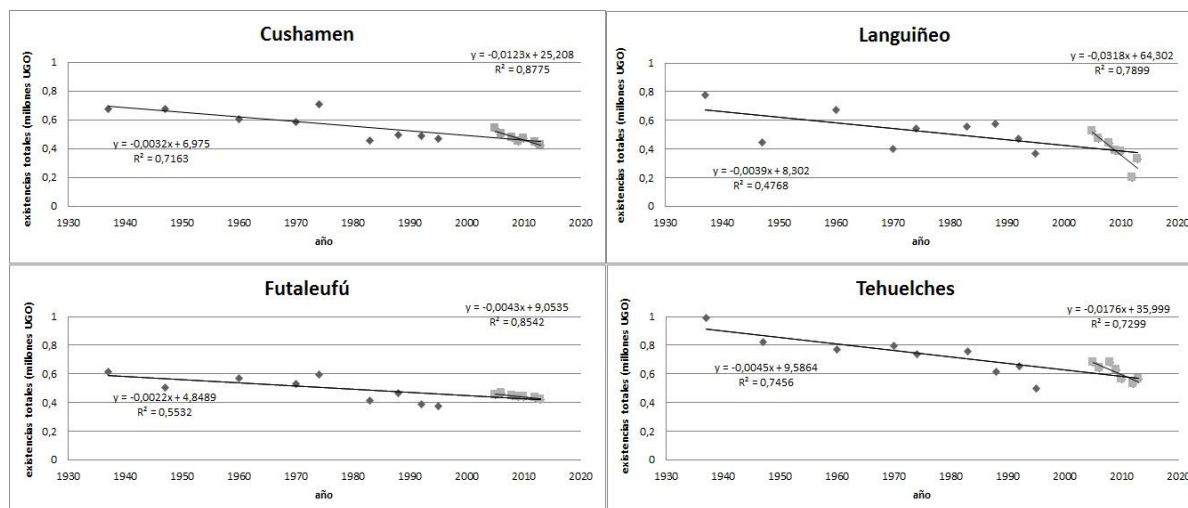 Cushamen
y = -0,0123x + 25,208
R² = 0,8775
existencias totales (millones UGO)
1
0,8
0,6
0,4
0,2
0
y = -0,0032x + 6,975
R² = 0,7163
1930 1940 1950 1960 1970 1980 1990 2000 2010 2020
año
Languiñeo
y = -0,0318x + 64,302
R² = 0,7899
existencias totales (millones UGO)
1
0,8
0,6
0,4
0,2
0
y = -0,0039x + 8,302
R² = 0,4768
1930 1940 1950 1960 1970 1980 1990 2000 2010 2020
año
Futaleufú
y = -0,0043x + 9,0535
R² = 0,8542
existencias totales (millones UGO)
1
0,8
0,6
0,4
0,2
0
y = -0,0022x + 4,8489
R² = 0,5532
1930 1940 1950 1960 1970 1980 1990 2000 2010 2020
año
Tehuelches
y = -0,0176x + 35,999
R² = 0,7299
existencias totales (millones UGO)
1
0,8
0,6
0,4
0,2
0
y = -0,0045x + 9,5864
R² = 0,7456
1930 1940 1950 1960 1970 1980 1990 2000 2010 2020
año